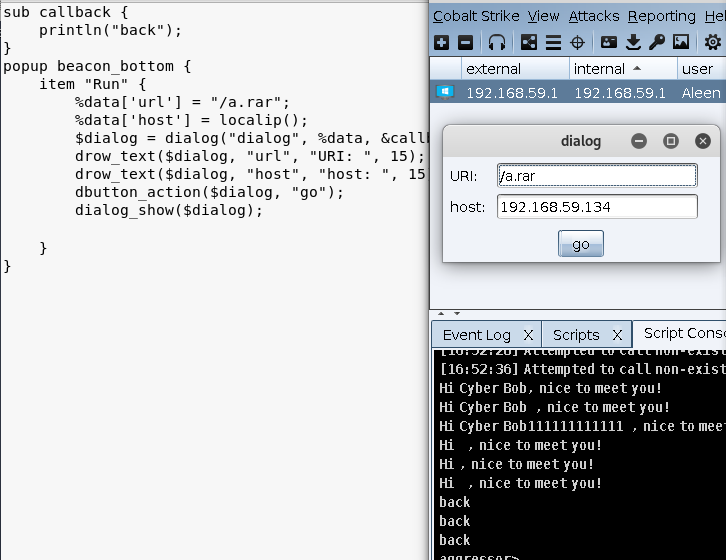 sub callback {
println("back");
}
popup beacon_bottom {
item "Run" {
%data['url'] = "/a.rar";
%data['host'] = localip();
$dialog = dialog("dialog", %data, &callb
drow_text($dialog, "url", "URI: ", 15);
drow_text($dialog, "host", "host: ", 15
dbutton_action($dialog, "go");
dialog_show($dialog);
}
}
Cobalt Strike View Attacks Reporting Hel
external internal user
192.168.59.1 192.168.59.1 Aleen
dialog
URI: /a.rar
host: 192.168.59.134
go
Event Log X Scripts X Script Conso
[16:52:28] Attempted to call non-exist
[16:52:36] Attempted to call non-exist
Hi Cyber Bob, nice to meet you!
Hi Cyber Bob , nice to meet you!
Hi Cyber Bob111111111111 , nice to me
Hi , nice to meet you!
Hi , nice to meet you!
Hi , nice to meet you!
back
back
back
aggressor>